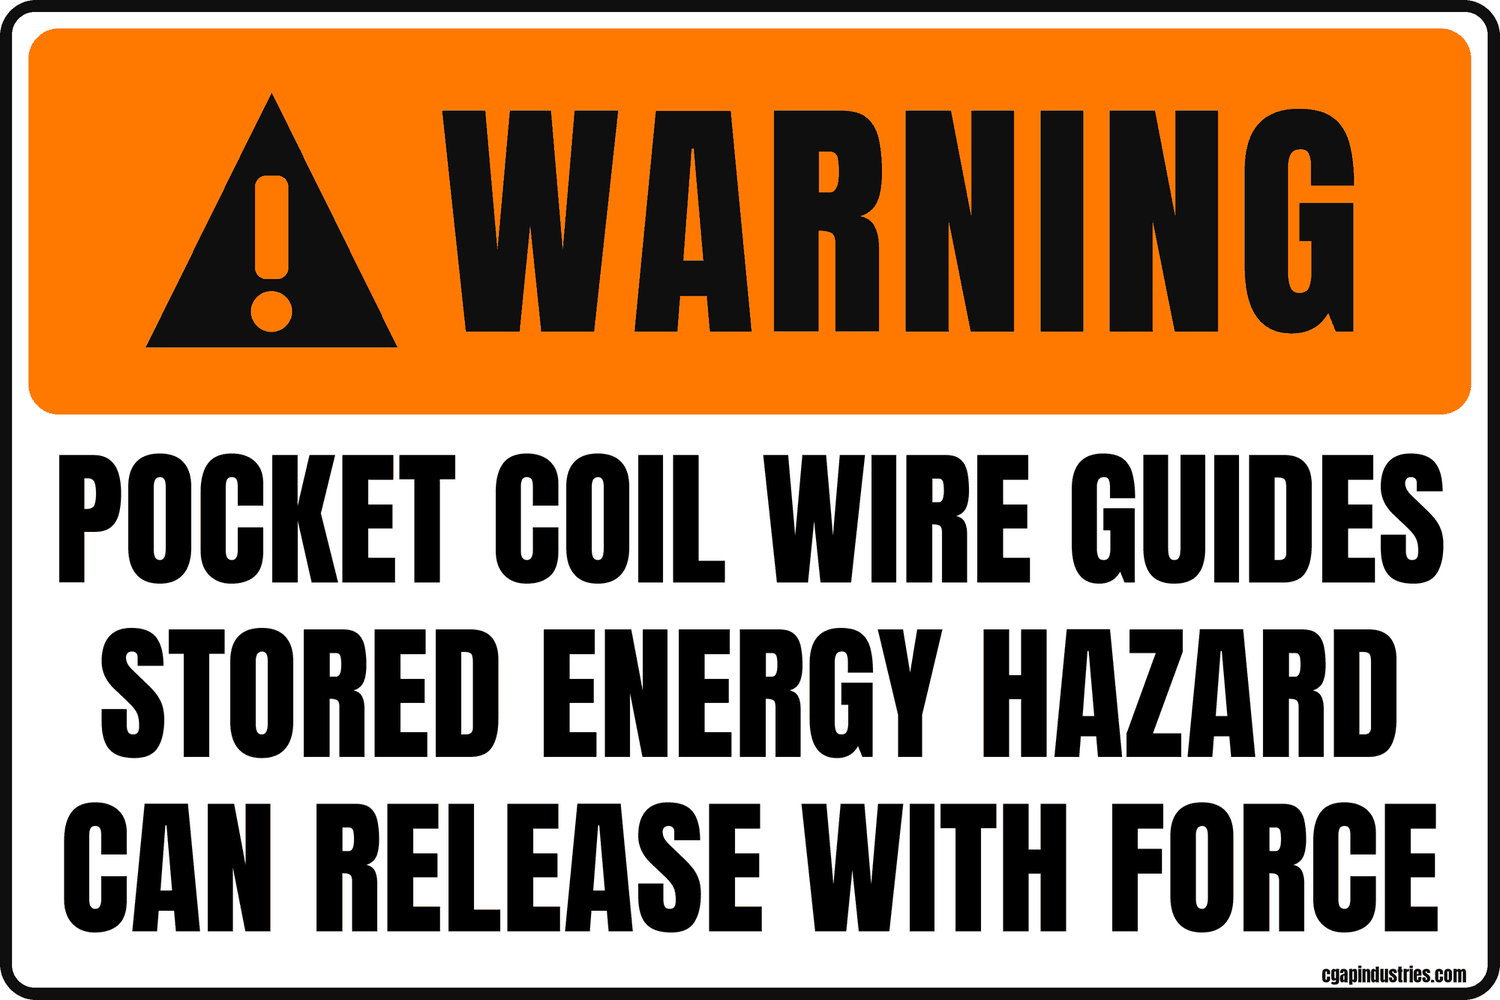 WARNING
POCKET COIL WIRE GUIDES
STORED ENERGY HAZARD
CAN RELEASE WITH FORCE
cgapindustries.com